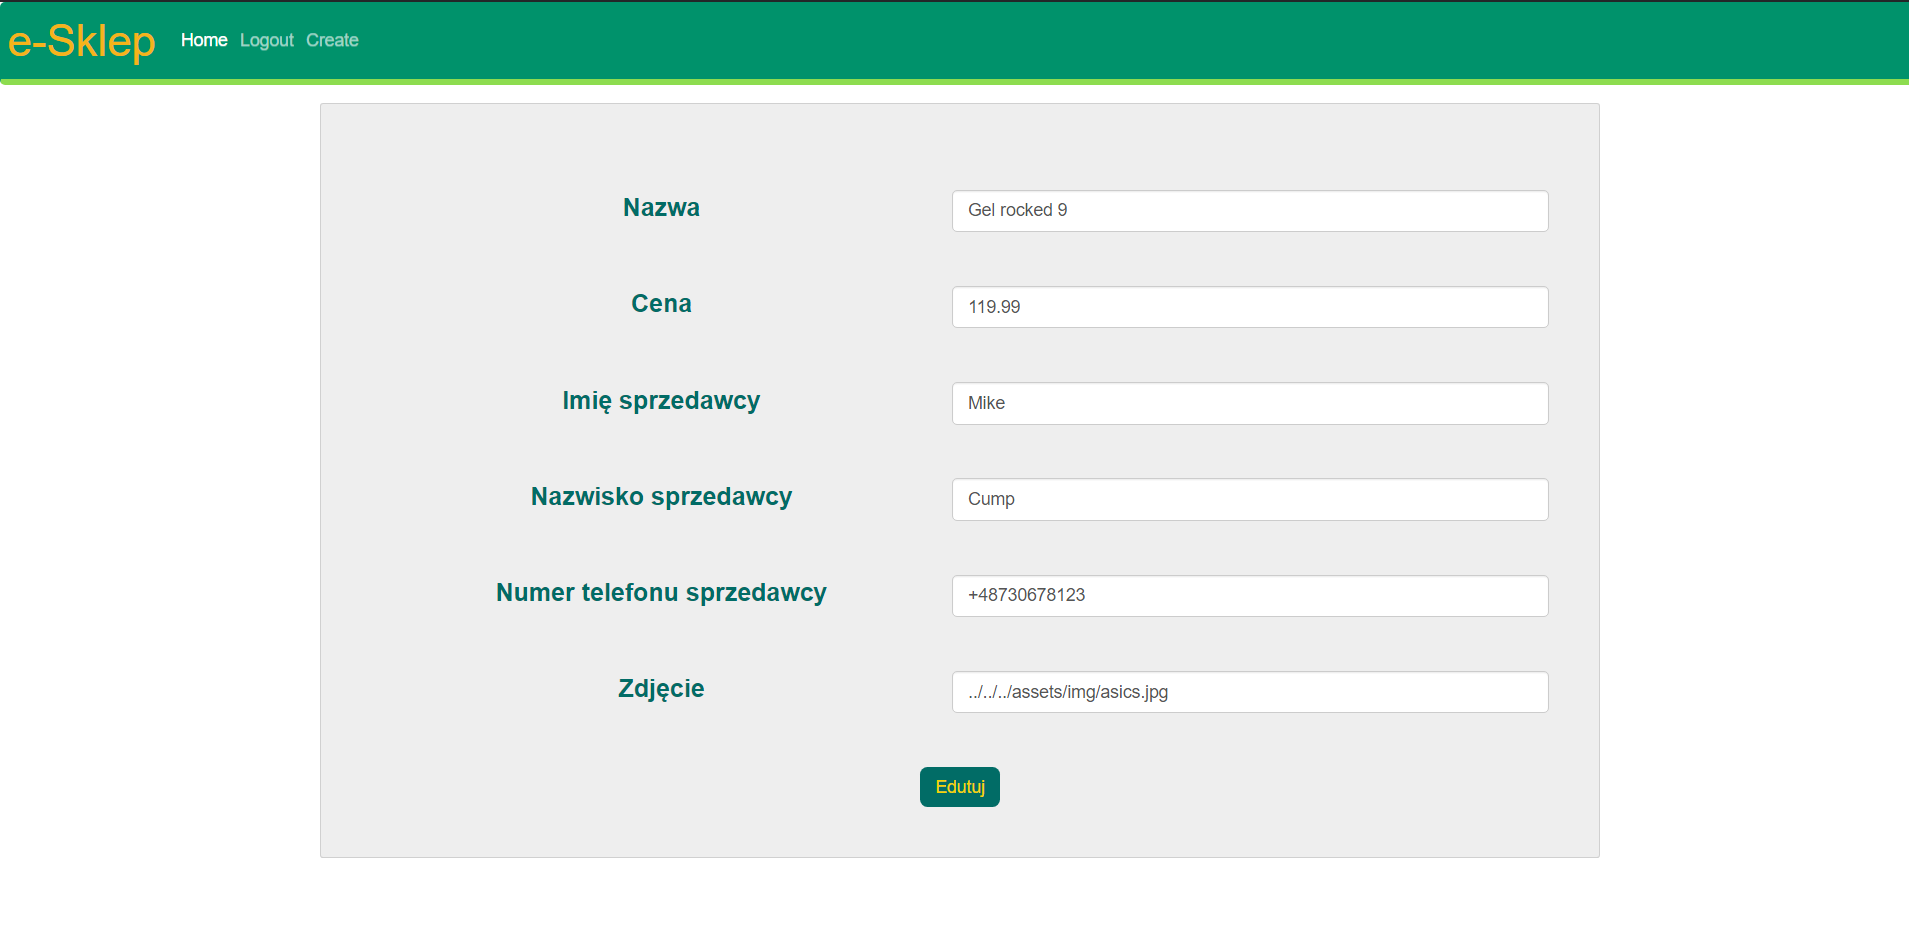 e-Sklep Home Logout Create
Nazwa Gel rocked 9
Cena 119.99
Imię sprzedawcy Mike
Nazwisko sprzedawcy Cump
Numer telefonu sprzedawcy +48730678123
Zdjęcie ../../../assets/img/asics.jpg
Edutuj